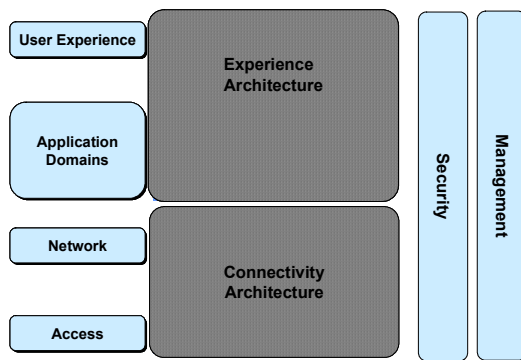 User Experience
Experience
Architecture
Application
Domains
Network
Connectivity
Architecture
Access
Security
Management